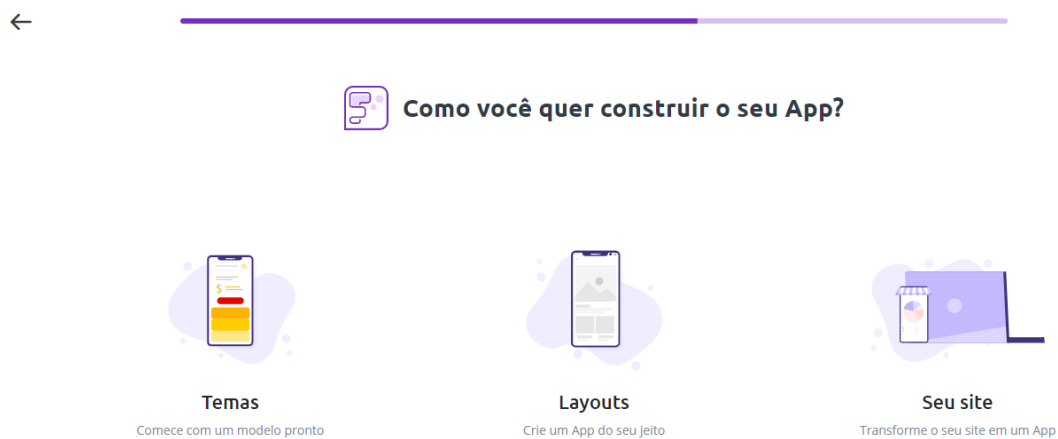 Como você quer construir o seu App?
Temas
Comece com um modelo pronto
Layouts
Crie um App do seu jeito
Seu site
Transforme o seu site em um App